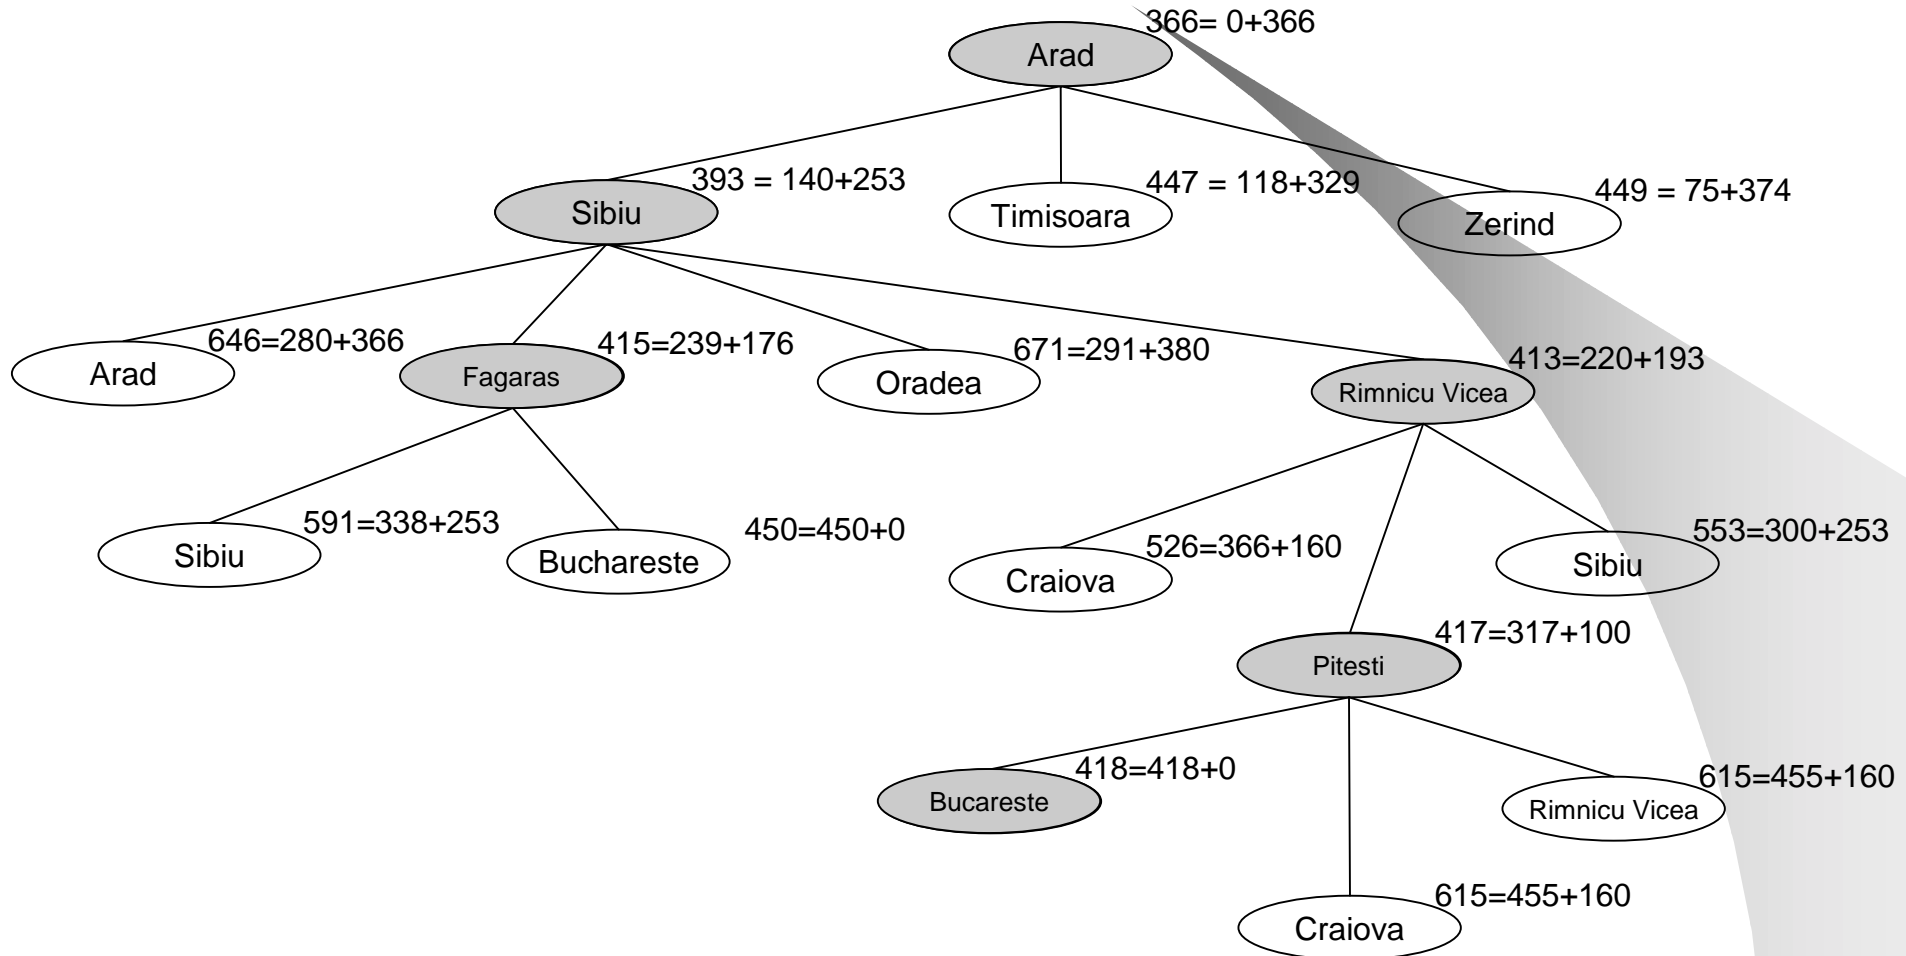 366= 0+366
Arad
393 = 140+253
Sibiu
447 = 118+329
Timisoara
449 = 75+374
Zerind
646=280+366
Arad
415=239+176
Fagaras
671=291+380
Oradea
413=220+193
Rimnicu Vicea
591=338+253
Sibiu
450=450+0
Buchareste
526=366+160
Craiova
553=300+253
Sibiu
417=317+100
Pitesti
418=418+0
Bucareste
615=455+160
Rimnicu Vicea
615=455+160
Craiova